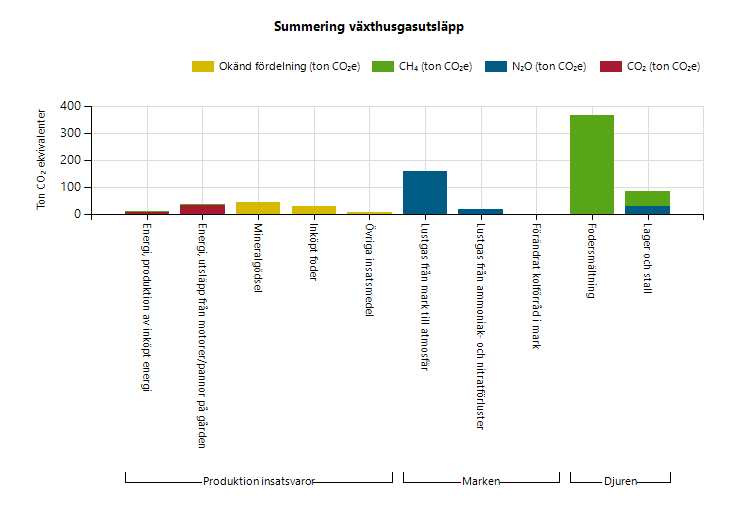 Summering växthusgasutsläpp
Okänd fördelning (ton CO₂e)
CH₄ (ton CO₂e)
N₂O (ton CO₂e)
CO₂ (ton CO₂e)
Ton CO₂ ekvivalenter
400
300
200
100
0
Energi, produktion av inköpt energi
Energi, utsläpp från motorer/pannor på gården
Mineralgödsel
Inköpt foder
Övriga insatsmedel
Lustgas från mark till atmosfär
Lustgas från ammoniak- och nitratförluster
Förändrat kolförråd i mark
Fodersmältning
Lager och stall
Produktion insatsvaror
Marken
Djuren